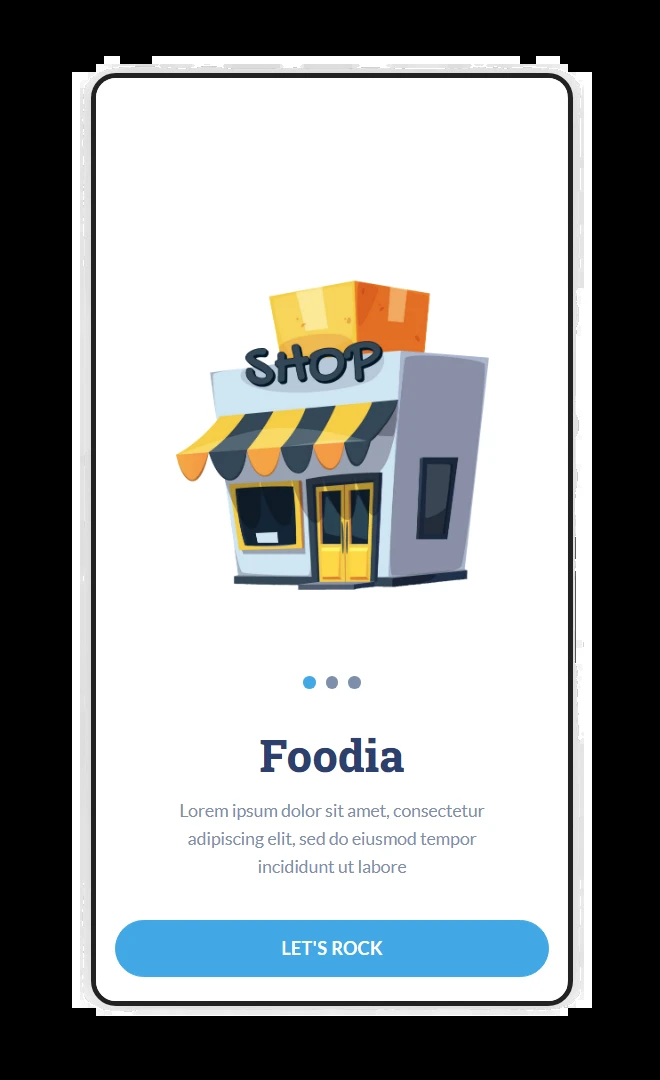 SHOP
Foodia
Lorem ipsum dolor sit amet, consectetur
adipiscing elit, sed do eiusmod tempor
incididunt ut labore
LET'S ROCK